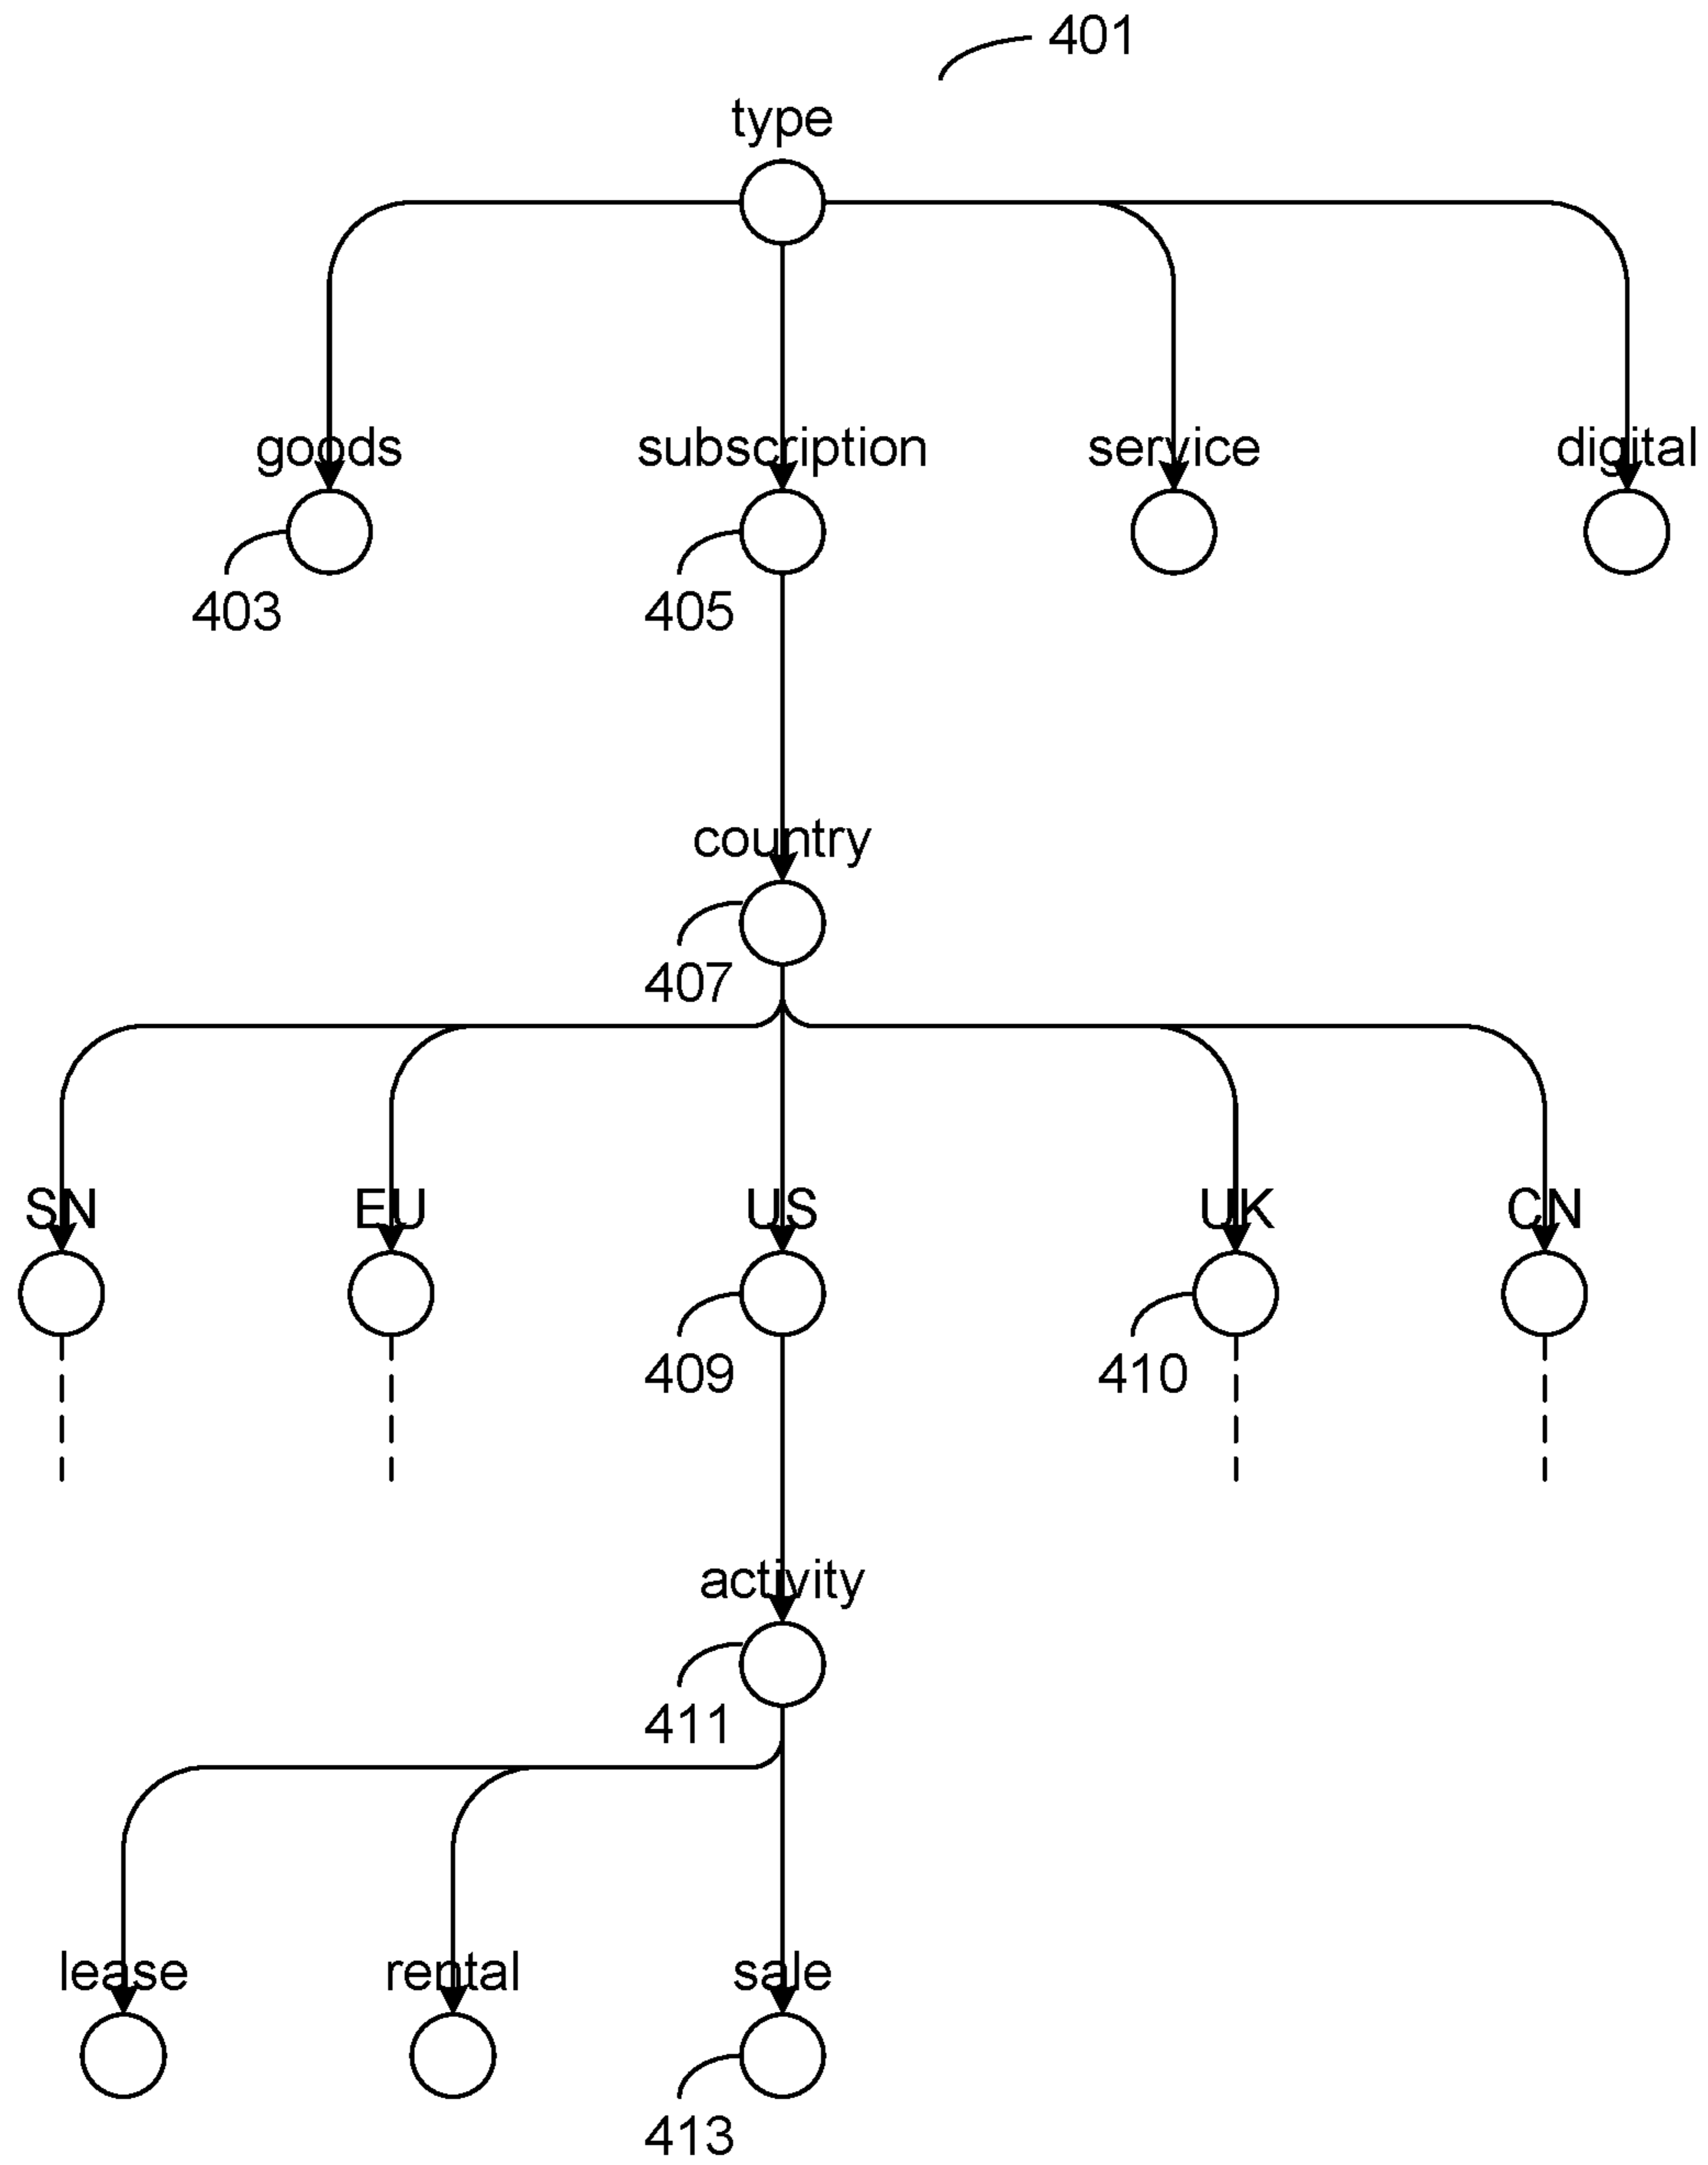 401
type
goods
subscription
service
digital
403
405
country
407
SN
EU
US
UK
CN
409
410
activity
411
lease
rental
sale
413